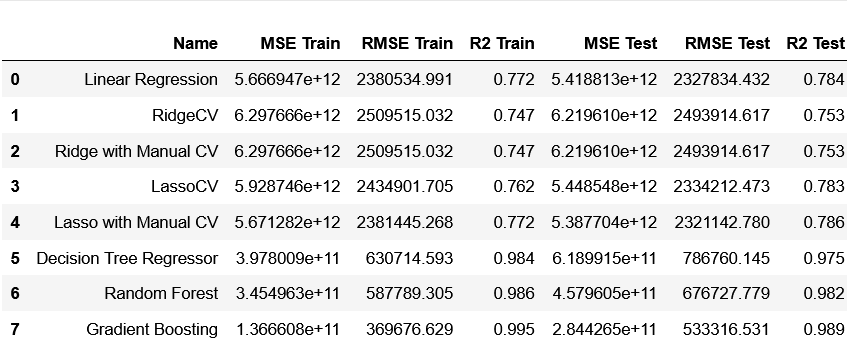 Name MSE Train RMSE Train R2 Train MSE Test RMSE Test R2 Test
0 Linear Regression 5.666947e+12 2380534.991 0.772 5.418813e+12 2327834.432 0.784
1 RidgeCV 6.297666e+12 2509515.032 0.747 6.219610e+12 2493914.617 0.753
2 Ridge with Manual CV 6.297666e+12 2509515.032 0.747 6.219610e+12 2493914.617 0.753
3 LassoCV 5.928746e+12 2434901.705 0.762 5.448548e+12 2334212.473 0.783
4 Lasso with Manual CV 5.671282e+12 2381445.268 0.772 5.387704e+12 2321142.780 0.786
5 Decision Tree Regressor 3.978009e+11 630714.593 0.984 6.189915e+11 786760.145 0.975
6 Random Forest 3.454963e+11 587789.305 0.986 4.579605e+11 676727.779 0.982
7 Gradient Boosting 1.366608e+11 369676.629 0.995 2.844265e+11 533316.531 0.989